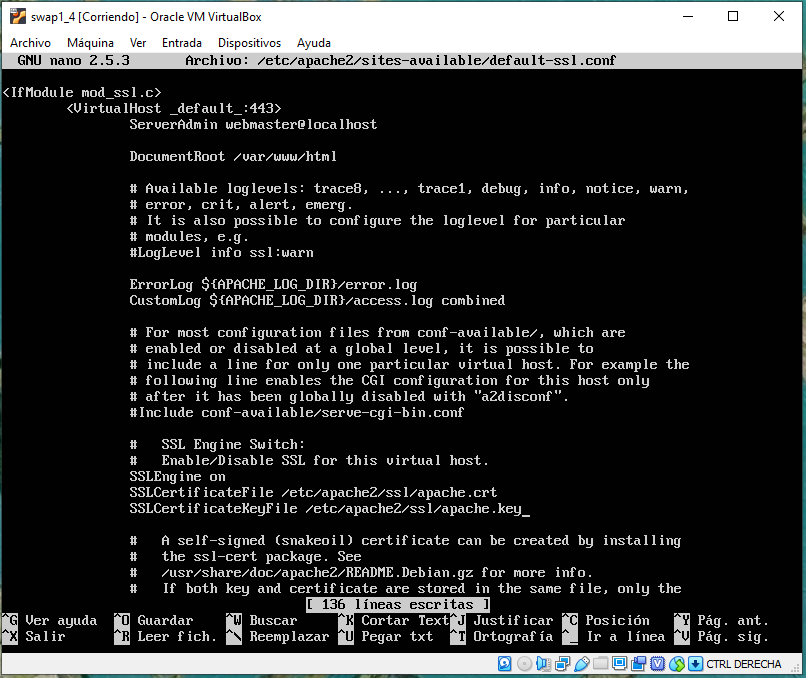 swap1_4 [Corriendo] - Oracle VM VirtualBox
Archivo Máquina Ver Entrada Dispositivos Ayuda
GNU nano 2.5.3 Archivo: /etc/apache2/sites-available/default-ssl.conf
<IfModule mod_ssl.c>
<VirtualHost _default_:443>
ServerAdmin webmaster@localhost
DocumentRoot /var/www/html
# Available loglevels: trace8, ..., trace1, debug, info, notice, warn,
# error, crit, alert, emerg.
# It is also possible to configure the loglevel for particular
# modules, e.g.
#LogLevel info ssl:warn
ErrorLog ${APACHE_LOG_DIR}/error.log
CustomLog ${APACHE_LOG_DIR}/access.log combined
# For most configuration files from conf-available/, which are
# enabled or disabled at a global level, it is possible to
# include a line for only one particular virtual host. For example the
# following line enables the CGI configuration for this host only
# after it has been globally disabled with "a2disconf".
#Include conf-available/serve-cgi-bin.conf
# SSL Engine Switch:
# Enable/Disable SSL for this virtual host.
SSLEngine on
SSLCertificateFile /etc/apache2/ssl/apache.crt
SSLCertificateKeyFile /etc/apache2/ssl/apache.key_
# A self-signed (snakeoil) certificate can be created by installing
# the ssl-cert package. See
# /usr/share/doc/apache2/README.Debian.gz for more info.
# If both key and certificate are stored in the same file, only the
[ 136 líneas escritas ]
^G Ver ayuda ^O Guardar ^W Buscar ^K Cortar Text ^J Justificar ^C Posición ^Y Pág. ant.
^X Salir ^R Leer fich. ^\ Reemplazar ^U Pegar txt ^T Ortografía ^_ Ir a línea ^V Pág. sig.
CTRL DERECHA